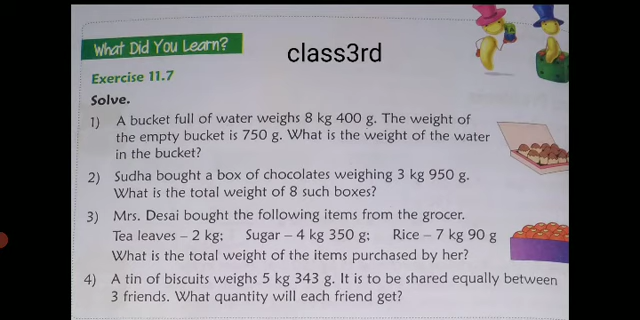 What Did You Learn?
class3rd
Exercise 11.7
Solve.
1) A bucket full of water weighs 8 kg 400 g. The weight of
the empty bucket is 750 g. What is the weight of the water
in the bucket?
2) Sudha bought a box of chocolates weighing 3 kg 950 g.
What is the total weight of 8 such boxes?
3) Mrs. Desai bought the following items from the grocer.
Tea leaves – 2 kg; Sugar – 4 kg 350 g; Rice – 7 kg 90 g
What is the total weight of the items purchased by her?
4) A tin of biscuits weighs 5 kg 343 g. It is to be shared equally between
3 friends. What quantity will each friend get?